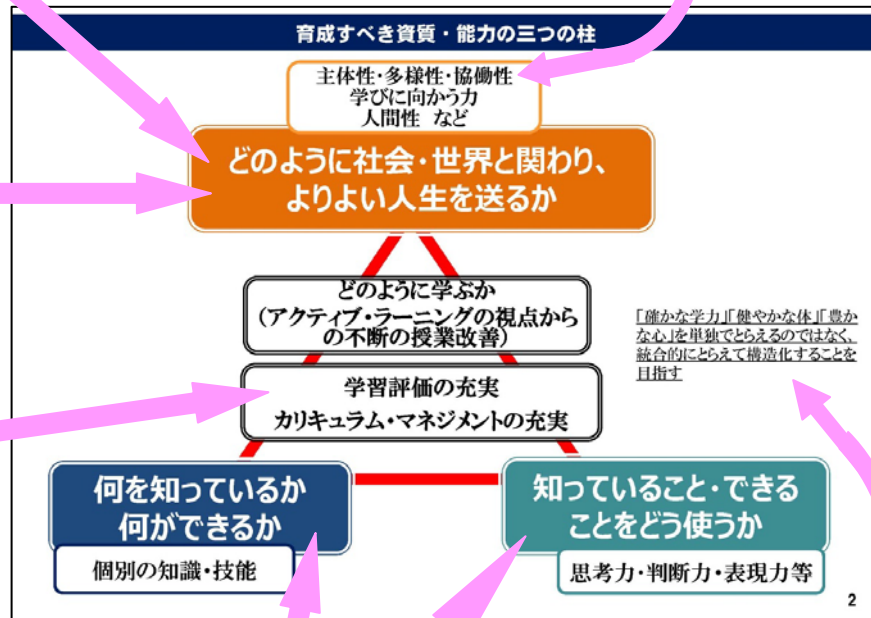 育成すべき資質・能力の三つの柱
主体性・多様性・協働性
学びに向かう力
人間性 など
どのように社会・世界と関わり、
よりよい人生を送るか
どのように学ぶか
(アクティブ・ラーニングの視点から
の不断の授業改善)
「確かな学力」「健やかな体」「豊か
な心」を単独でとらえるのではなく、
統合的にとらえて構造化することを
目指す
学習評価の充実
カリキュラム・マネジメントの充実
何を知っているか
何ができるか
個別の知識・技能
知っていること・できる
ことをどう使うか
思考力・判断力・表現力等
2